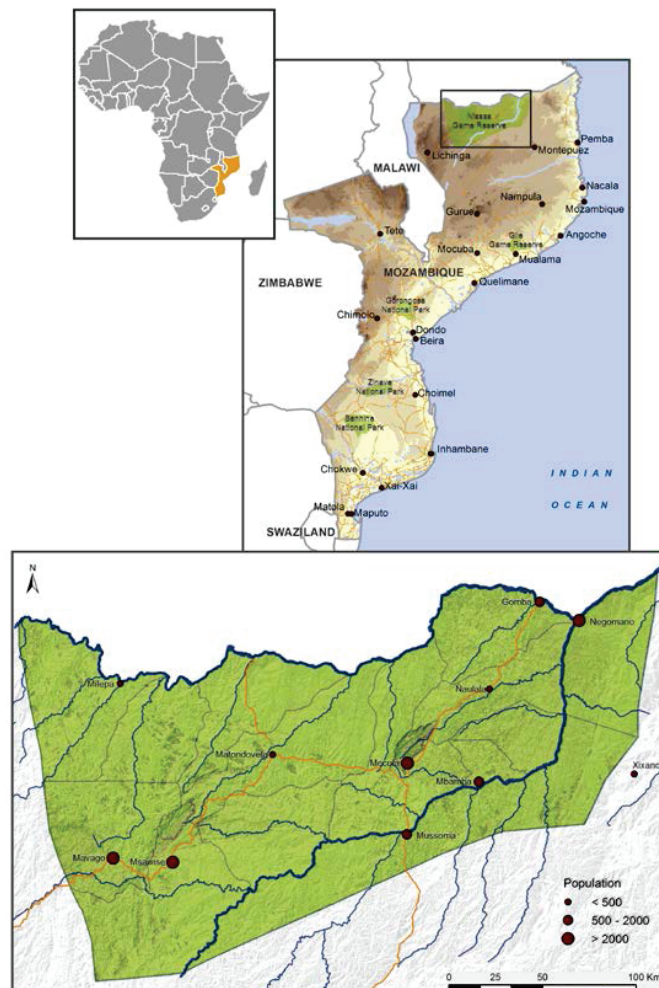 Game Reserve
Lichinga
Montepuez
Pemba
MALAWI
Nacala
Nampula
Mozambique
Gurue
Tete
Gile
Game Reserve
Angoche
Mocuba
Mualama
ZIMBABWE
MOZAMBIQUE
Quelimane
Gorongosa
National Park
Chimoio
Dondo
Beira
Zinave
National Park
Choimel
National Park
Inhambane
Chokwe
INDIAN
OCEAN
Xai-Xai
Matola
Maputo
SWAZILAND
N
Gomba
Negomano
Milepa
Naulala
Matondovela
Mecula
Mbamba
Xixano
Mussoma
Mavago
Msawise
Population
< 500
500 - 2000
> 2000
0 25 50 100 Km